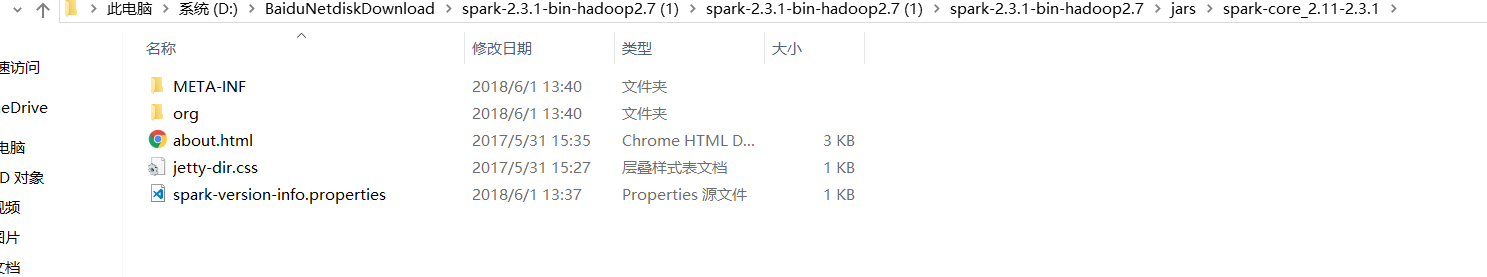 此电脑 系统 (D:) BaiduNetdiskDownload spark-2.3.1-bin-hadoop2.7 (1) spark-2.3.1-bin-hadoop2.7 (1) spark-2.3.1-bin-hadoop2.7 jars spark-core_2.11-2.3.1
名称 修改日期 类型 大小
速访问
META-INF 2018/6/1 13:40 文件夹
eDrive
org 2018/6/1 13:40 文件夹
about.html 2017/5/31 15:35 Chrome HTML D... 3 KB
电脑
jetty-dir.css 2017/5/31 15:27 层叠样式表文档 1 KB
D 对象
spark-version-info.properties 2018/6/1 13:37 Properties 源文件 1 KB
视频
图片
文档